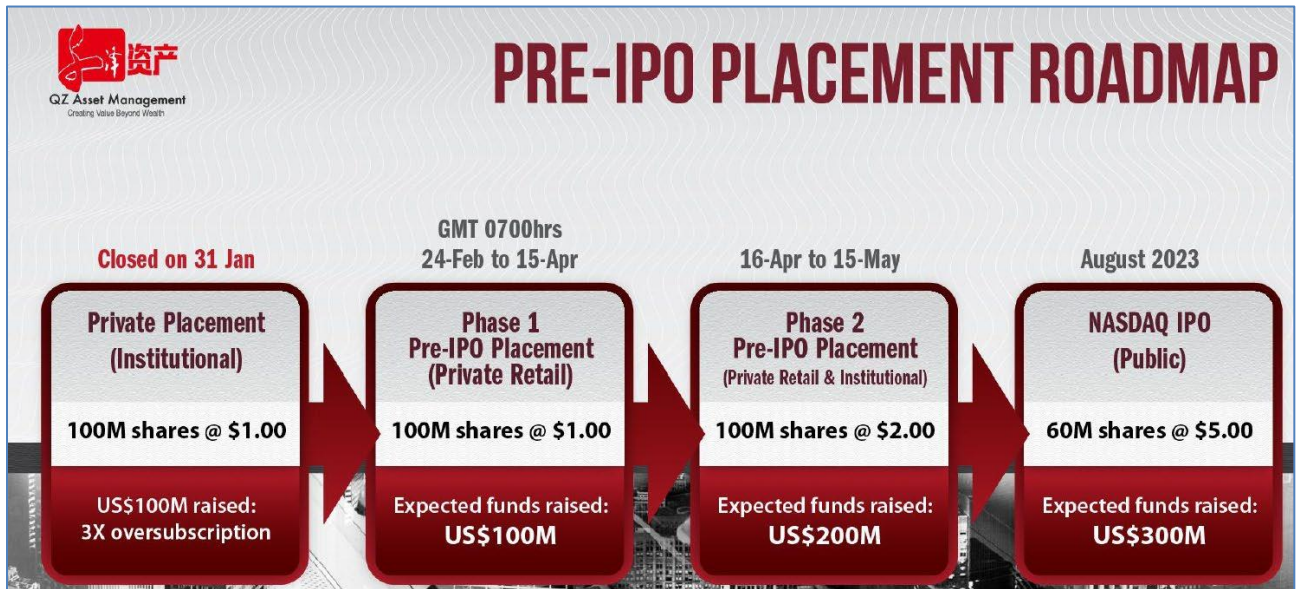 资产
QZ Asset Management
Creating Value Beyond Wealth
PRE-IPO PLACEMENT ROADMAP
Closed on 31 Jan
Private Placement
(Institutional)
100M shares @ $1.00
US$100M raised:
3X oversubscription
GMT 0700hrs
24-Feb to 15-Apr
Phase 1
Pre-IPO Placement
(Private Retail)
100M shares @ $1.00
Expected funds raised:
US$100M
16-Apr to 15-May
Phase 2
Pre-IPO Placement
(Private Retail & Institutional)
100M shares @ $2.00
Expected funds raised:
US$200M
August 2023
NASDAQ IPO
(Public)
60M shares @ $5.00
Expected funds raised:
US$300M